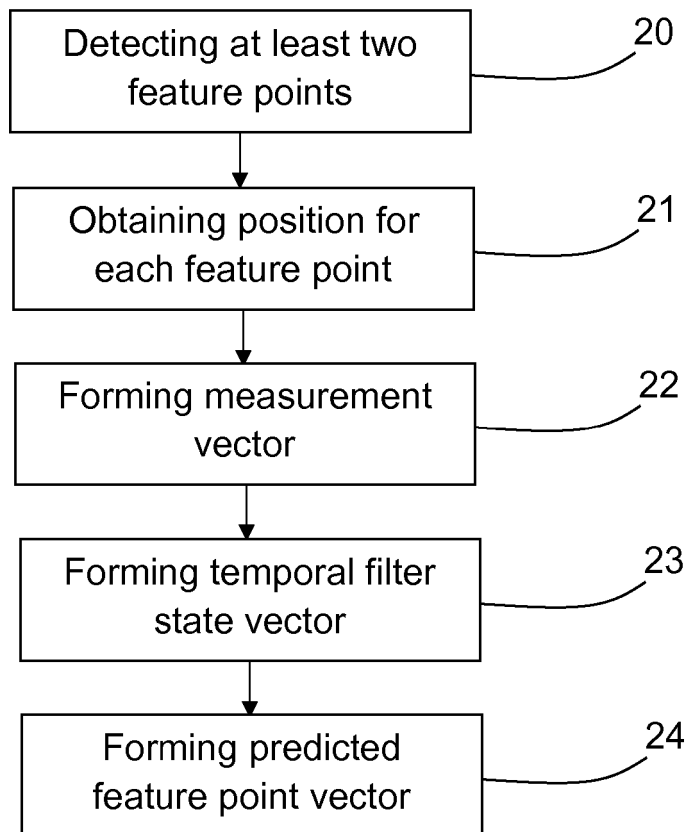 Detecting at least two
feature points
20
Obtaining position for
each feature point
21
Forming measurement
vector
22
Forming temporal filter
state vector
23
Forming predicted
feature point vector
24